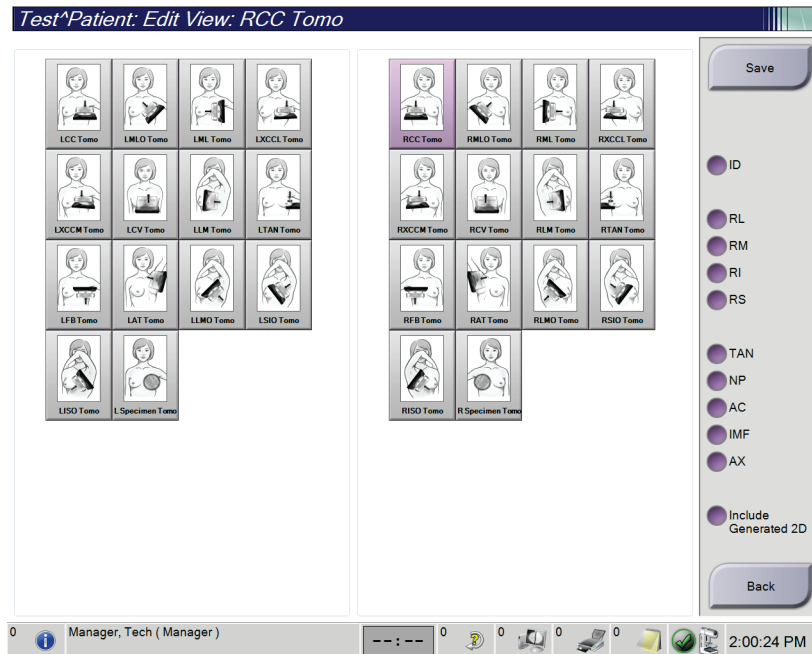 Test^Patient: Edit View: RCC Tomo
LCC Tomo LMLO Tomo LML Tomo LXCCL Tomo
LXCCM Tomo LCV Tomo LLM Tomo LTAN Tomo
LFB Tomo LAT Tomo LLMO Tomo LSIO Tomo
LISO Tomo L Specimen Tomo
RCC Tomo RMLO Tomo RML Tomo RXCCL Tomo
RXCCM Tomo RCV Tomo RLM Tomo RTAN Tomo
RFB Tomo RAT Tomo RLMO Tomo RSIO Tomo
RISO Tomo R Specimen Tomo
Save
ID
RL
RM
RI
RS
TAN
NP
AC
IMF
AX
Include
Generated 2D
Back
0 Manager, Tech ( Manager ) --:-- 0 0 0 0 2:00:24 PM